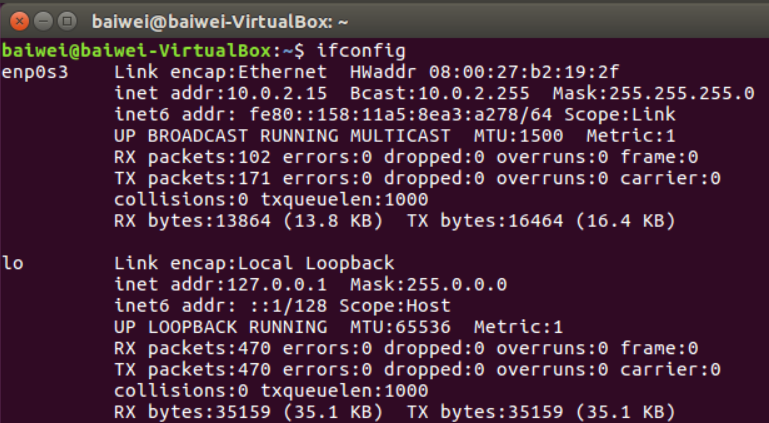 baiwei@baiwei-VirtualBox: ~
baiwei@baiwei-VirtualBox:~$ ifconfig
enp0s3    Link encap:Ethernet  HWaddr 08:00:27:b2:19:2f
          inet addr:10.0.2.15  Bcast:10.0.2.255  Mask:255.255.255.0
          inet6 addr: fe80::158:11a5:8ea3:a278/64 Scope:Link
          UP BROADCAST RUNNING MULTICAST  MTU:1500  Metric:1
          RX packets:102 errors:0 dropped:0 overruns:0 frame:0
          TX packets:171 errors:0 dropped:0 overruns:0 carrier:0
          collisions:0 txqueuelen:1000
          RX bytes:13864 (13.8 KB)  TX bytes:16464 (16.4 KB)

lo        Link encap:Local Loopback
          inet addr:127.0.0.1  Mask:255.0.0.0
          inet6 addr: ::1/128 Scope:Host
          UP LOOPBACK RUNNING  MTU:65536  Metric:1
          RX packets:470 errors:0 dropped:0 overruns:0 frame:0
          TX packets:470 errors:0 dropped:0 overruns:0 carrier:0
          collisions:0 txqueuelen:1000
          RX bytes:35159 (35.1 KB)  TX bytes:35159 (35.1 KB)